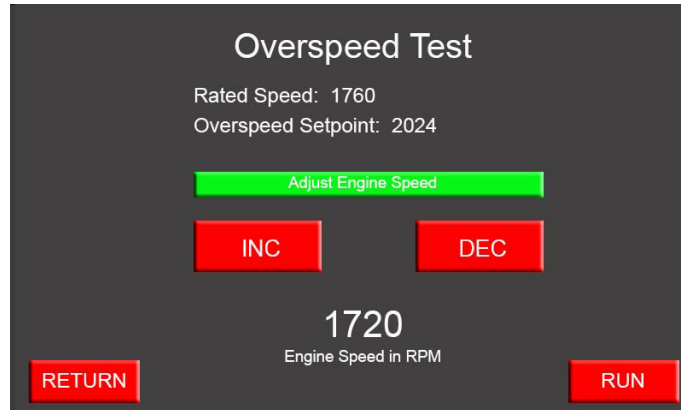 Overspeed Test
Rated Speed: 1760
Overspeed Setpoint: 2024
Adjust Engine Speed
INC
DEC
1720
Engine Speed in RPM
RETURN
RUN